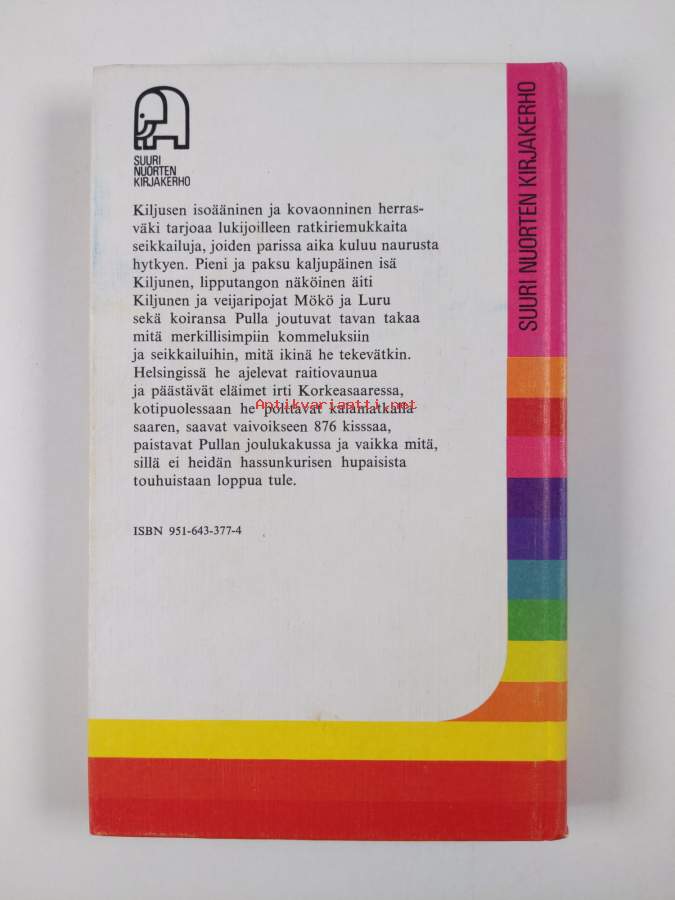 SUURI
NUORTEN
KIRJAKERHO
Kiljusen isoääninen ja kovaonninen herras-
väki tarjoaa lukijoilleen ratkiriemukkaita
seikkailuja, joiden parissa aika kuluu naurusta
hytkyen. Pieni ja paksu kaljupäinen isä
Kiljunen, lipputangon näköinen äiti
Kiljunen ja veijaripojat Mökö ja Luru
sekä koiransa Pulla joutuvat tavan takaa
mitä merkillisimpiin kommeluksiin
ja seikkailuihin, mitä ikinä he tekevätkin.
Helsingissä he ajelevat raitiovaunua
ja päästävät eläimet irti Korkeasaaressa,
kotipuolessaan he polttavat kalamatkalla
Antikvariaatti.net
saaren, saavat vaivoikseen 876 kisssaa,
paistavat Pullan joulukakussa ja vaikka mitä,
sillä ei heidän hassunkurisen hupaisista
touhuistaan loppua tule.
ISBN 951-643-377-4
SUURI NUORTEN KIRJAKERHO